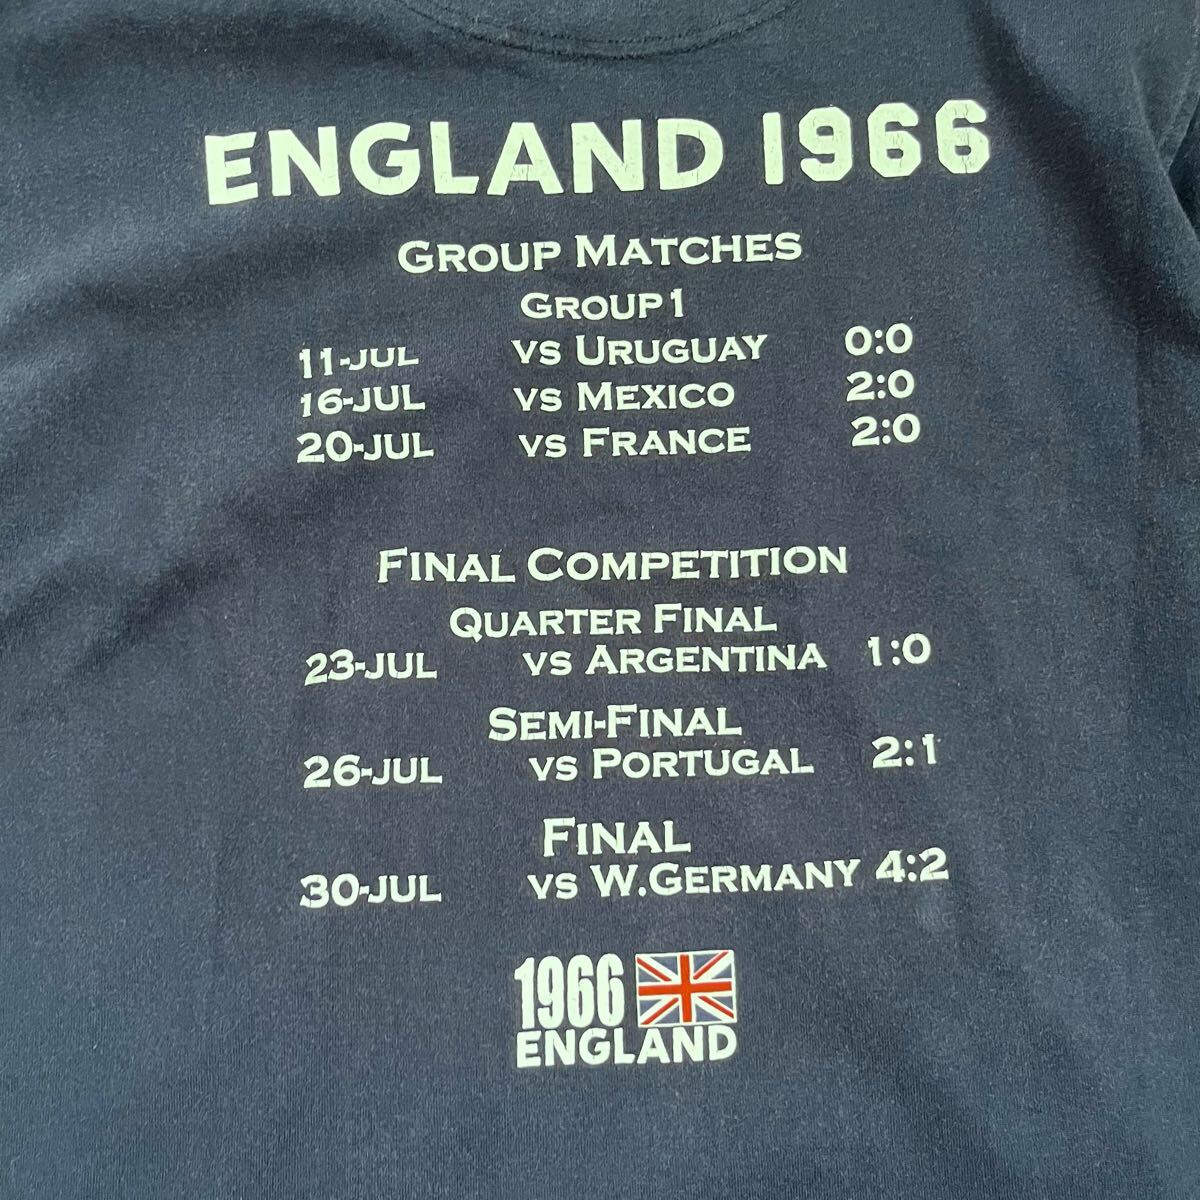 ENGLAND 1966
GROUP MATCHES
GROUP 1
11-JUL VS URUGUAY 0:0
16-JUL VS MEXICO 2:0
20-JUL VS FRANCE 2:0
FINAL COMPETITION
QUARTER FINAL
23-JUL VS ARGENTINA 1:0
SEMI-FINAL
26-JUL VS PORTUGAL 2:1
FINAL
30-JUL VS W.GERMANY 4:2
1966
ENGLAND